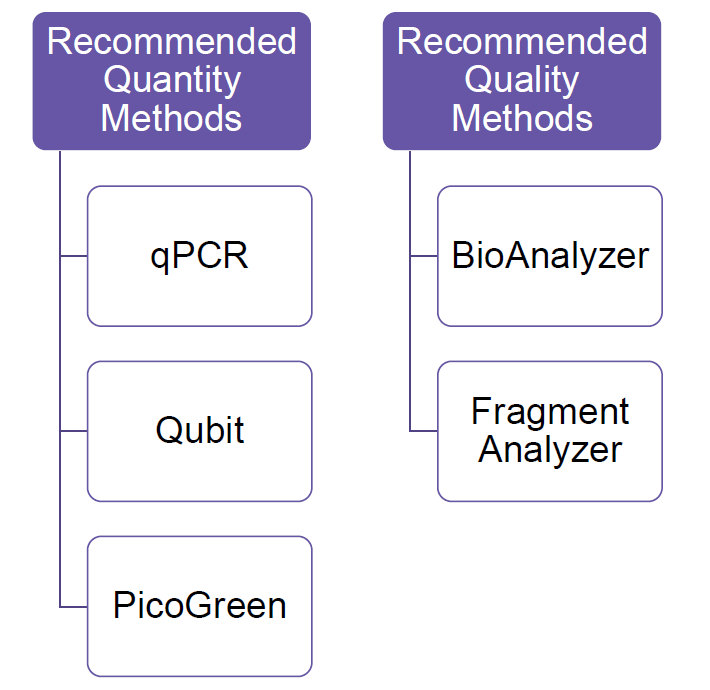 Recommended
Quantity
Methods
qPCR
Qubit
PicoGreen
Recommended
Quality
Methods
BioAnalyzer
Fragment
Analyzer